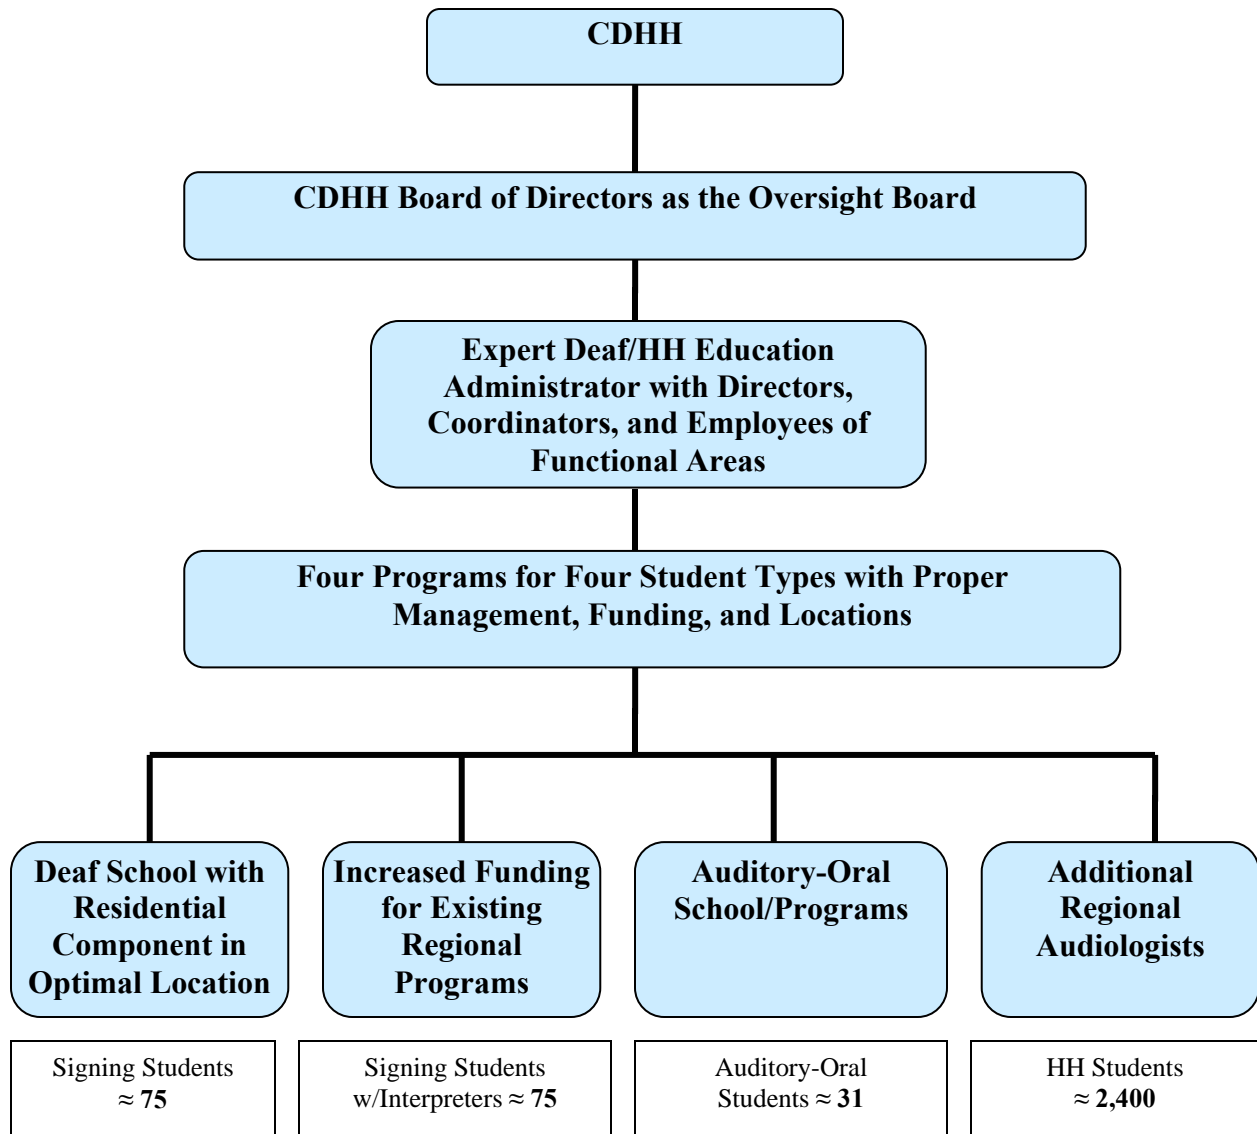 CDHH
CDHH Board of Directors as the Oversight Board
Expert Deaf/HH Education
Administrator with Directors,
Coordinators, and Employees of
Functional Areas
Four Programs for Four Student Types with Proper
Management, Funding, and Locations
Deaf School with
Residential
Component in
Optimal Location
Increased Funding
for Existing
Regional
Programs
Auditory-Oral
School/Programs
Additional
Regional
Audiologists
Signing Students
≈ 75
Signing Students
w/Interpreters ≈ 75
Auditory-Oral
Students ≈ 31
HH Students
≈ 2,400